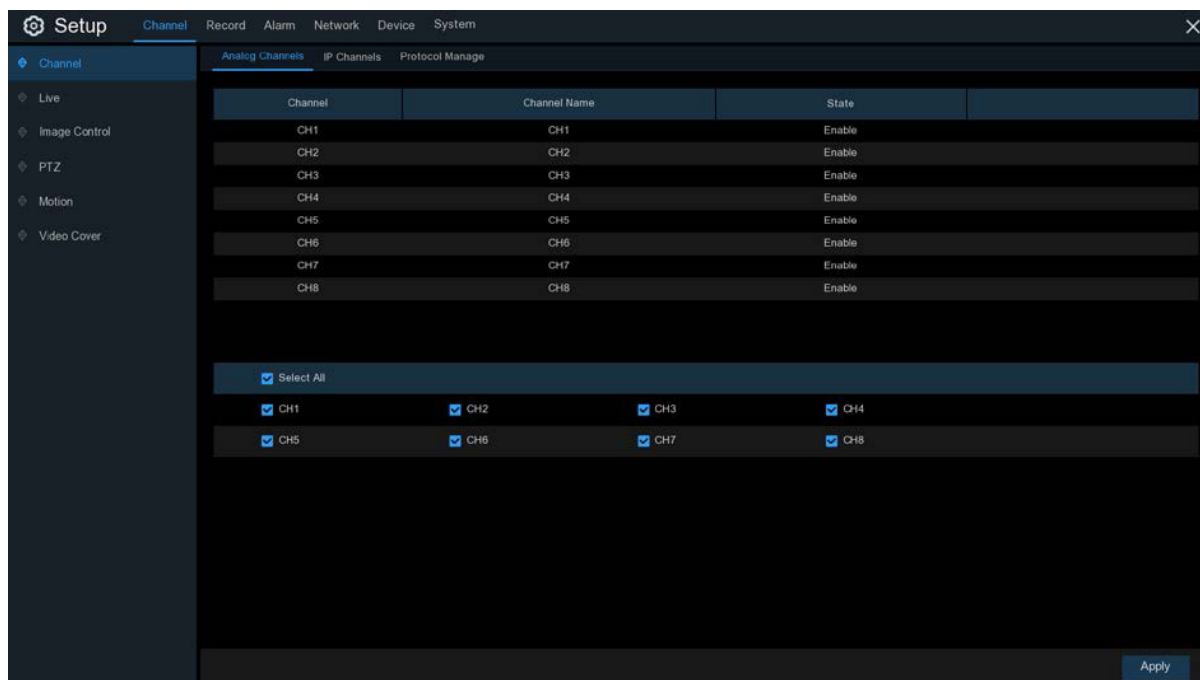 Setup Channel Record Alarm Network Device System
Channel
Live
Image Control
PTZ
Motion
Video Cover
Analog Channels IP Channels Protocol Manage
Channel Channel Name State
CH1 CH1 Enable
CH2 CH2 Enable
CH3 CH3 Enable
CH4 CH4 Enable
CH5 CH5 Enable
CH6 CH6 Enable
CH7 CH7 Enable
CH8 CH8 Enable
Select All
CH1 CH2 CH3 CH4
CH5 CH6 CH7 CH8
Apply